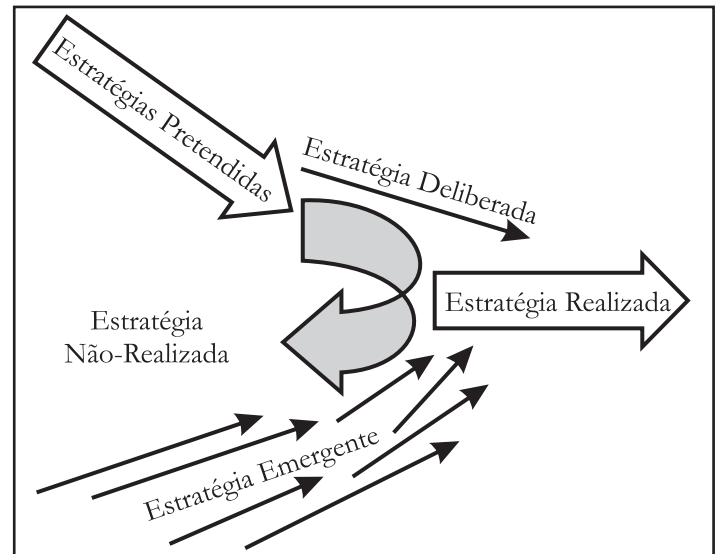 Estratégias Pretendidas
Estratégia Deliberada
Estratégia Realizada
Estratégia
Não-Realizada
Estratégia Emergente